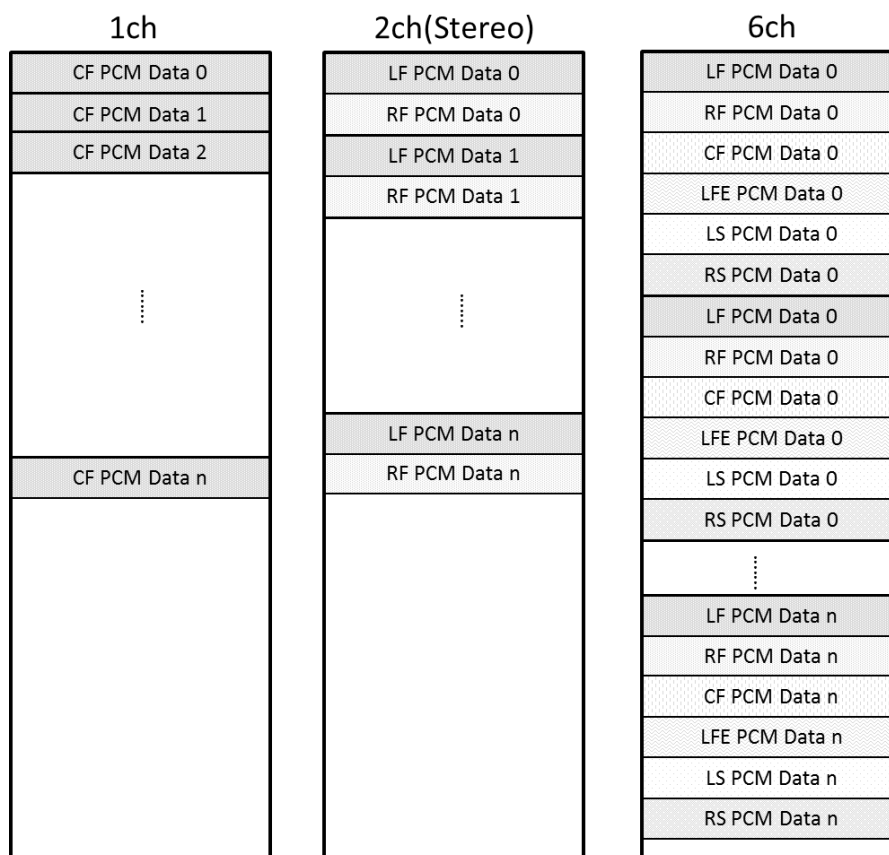 1ch
CF PCM Data 0
CF PCM Data 1
CF PCM Data 2
CF PCM Data n
2ch(Stereo)
LF PCM Data 0
RF PCM Data 0
LF PCM Data 1
RF PCM Data 1
LF PCM Data n
RF PCM Data n
6ch
LF PCM Data 0
RF PCM Data 0
CF PCM Data 0
LFE PCM Data 0
LS PCM Data 0
RS PCM Data 0
LF PCM Data 0
RF PCM Data 0
CF PCM Data 0
LFE PCM Data 0
LS PCM Data 0
RS PCM Data 0
LF PCM Data n
RF PCM Data n
CF PCM Data n
LFE PCM Data n
LS PCM Data n
RS PCM Data n